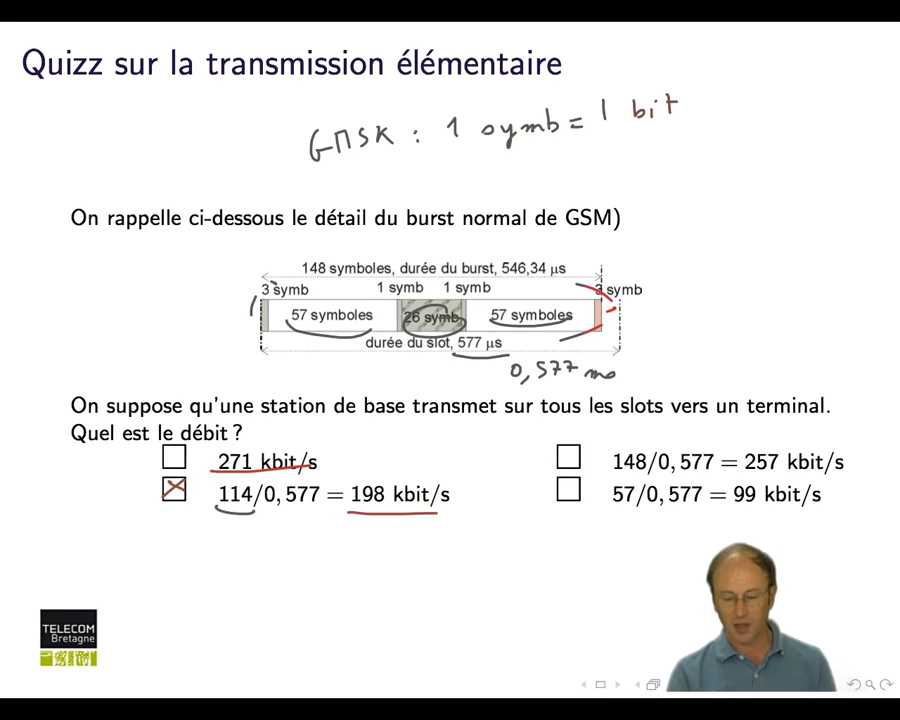 Quizz sur la transmission élémentaire
GMSK : 1 symb = 1 bit
On rappelle ci-dessous le détail du burst normal de GSM)
148 symboles, durée du burst, 546,34 μs
3 symb 1 symb 1 symb 3 symb
57 symboles 26 symb. 57 symboles
durée du slot, 577 μs
0,577 ms
On suppose qu'une station de base transmet sur tous les slots vers un terminal.
Quel est le débit ?
271 kbit/s 148/0, 577 = 257 kbit/s
114/0, 577 = 198 kbit/s 57/0, 577 = 99 kbit/s
TELECOM
Bretagne